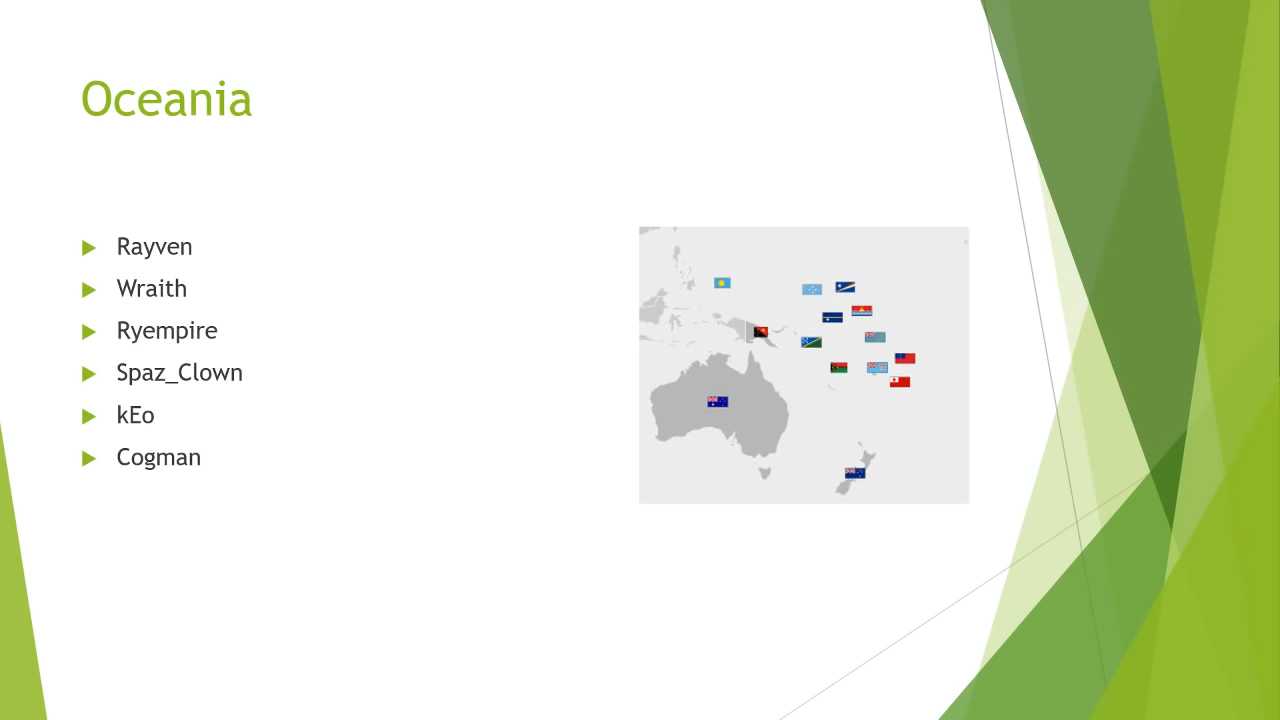 Oceania
Rayven
Wraith
Ryempire
Spaz_Clown
kEo
Cogman